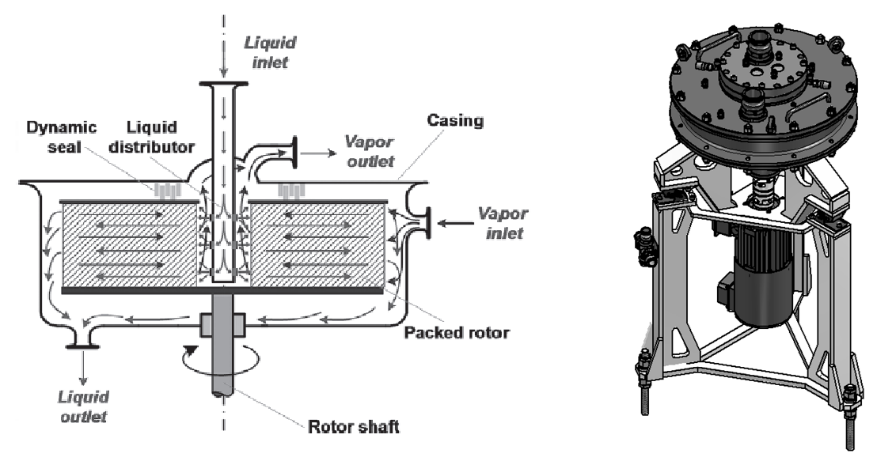 Liquid
inlet
Dynamic
seal
Liquid
distributor
Vapor
outlet
Casing
Vapor
inlet
Packed rotor
Liquid
outlet
Rotor shaft